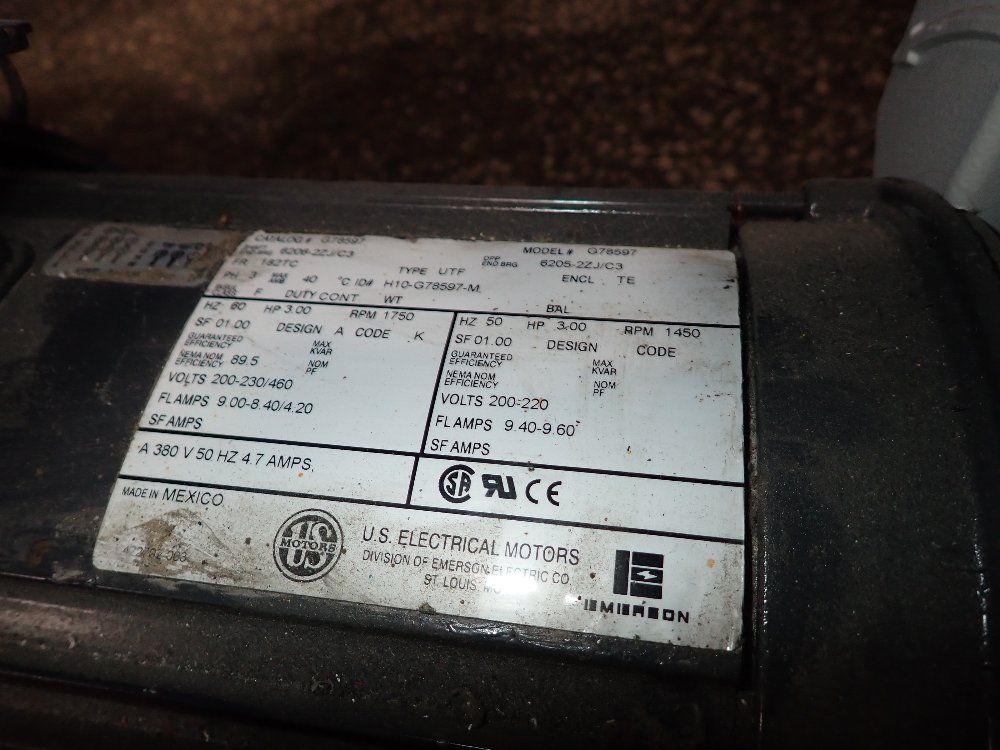 CATALOG # G78597 MODEL # G78597
6206-2ZJ/C3 OPP END BRG 6205-2ZJ/C3
FR 182TC TYPE UTF ENCL TE
PH 3 MAX AMB 40 °C ID# H10-G78597-M
F DUTY CONT WT BAL
HZ 60 HP 3.00 RPM 1750
SF 01.00 DESIGN A CODE K
GUARANTEED EFFICIENCY MAX KVAR
NEMA NOM EFFICIENCY 89.5 NOM PF
VOLTS 200-230/460
FL AMPS 9.00-8.40/4.20
SF AMPS
HZ 50 HP 3.00 RPM 1450
SF 01.00 DESIGN CODE
GUARANTEED EFFICIENCY MAX KVAR
NEMA NOM EFFICIENCY NOM PF
VOLTS 200-220
FL AMPS 9.40-9.60
SF AMPS
A 380 V 50 HZ 4.7 AMPS.
SA RU CE
MADE IN MEXICO
US MOTORS
U.S. ELECTRICAL MOTORS
DIVISION OF EMERSON ELECTRIC CO.
ST. LOUIS, MO
EMERSON